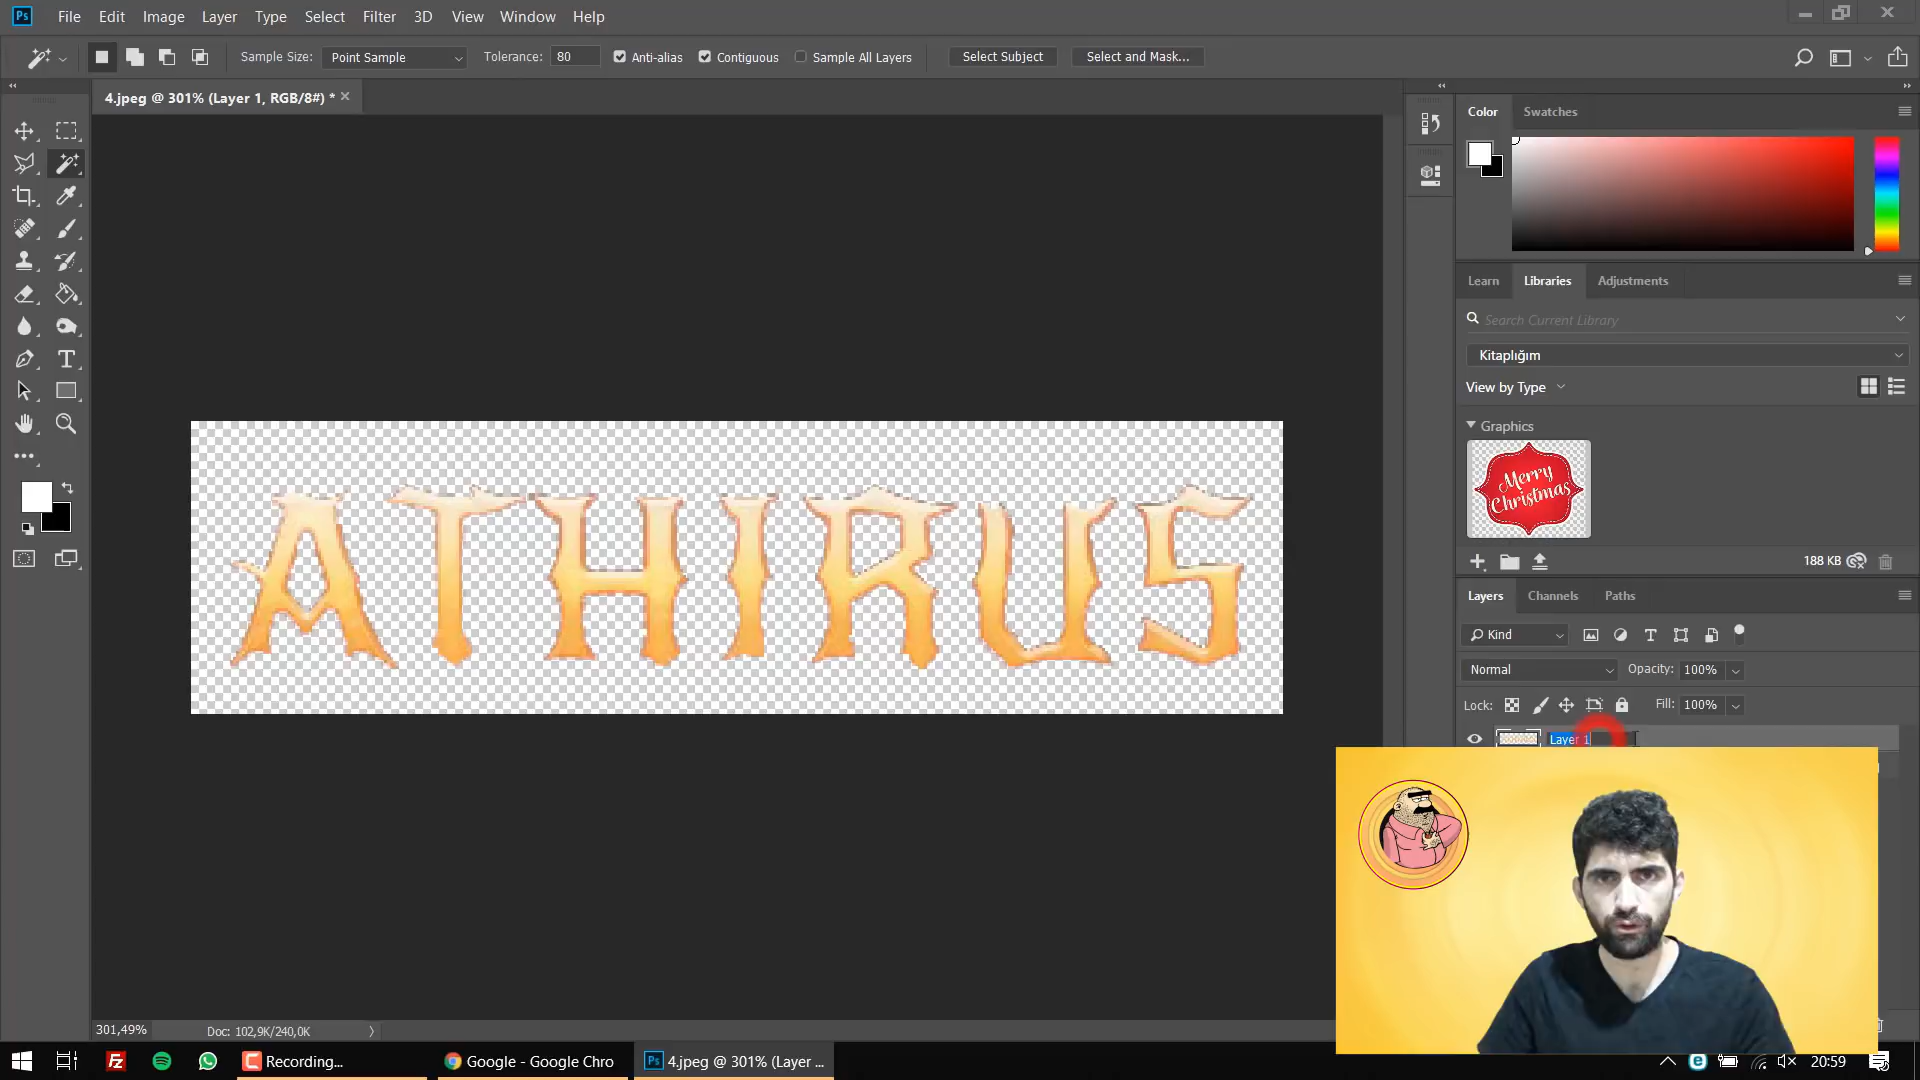 Ps File Edit Image Layer Type Select Filter 3D View Window Help
Sample Size: Point Sample Tolerance: 80 Anti-alias Contiguous Sample All Layers Select Subject Select and Mask...
4.jpeg @ 301% (Layer 1, RGB/8#) * ×
Color Swatches
Learn Libraries Adjustments
Search Current Library
Kitaplığım
View by Type
Graphics
Merry
Christmas
188 KB
ATHIRUS
Layers Channels Paths
Kind
Normal Opacity: 100%
Lock: Fill: 100%
Layer 1
301,49% Doc: 102,9K/240,0K
Recording... Google - Google Chro Ps 4.jpeg @ 301% (Layer ... 20:59